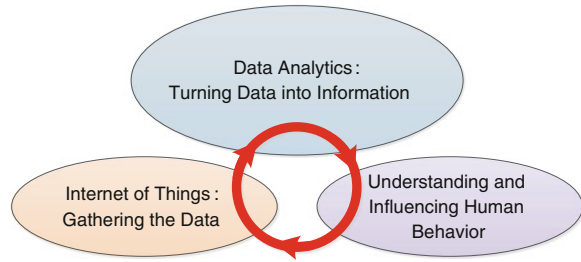 Data Analytics :
Turning Data into Information
Internet of Things :
Gathering the Data
Understanding and
Influencing Human
Behavior